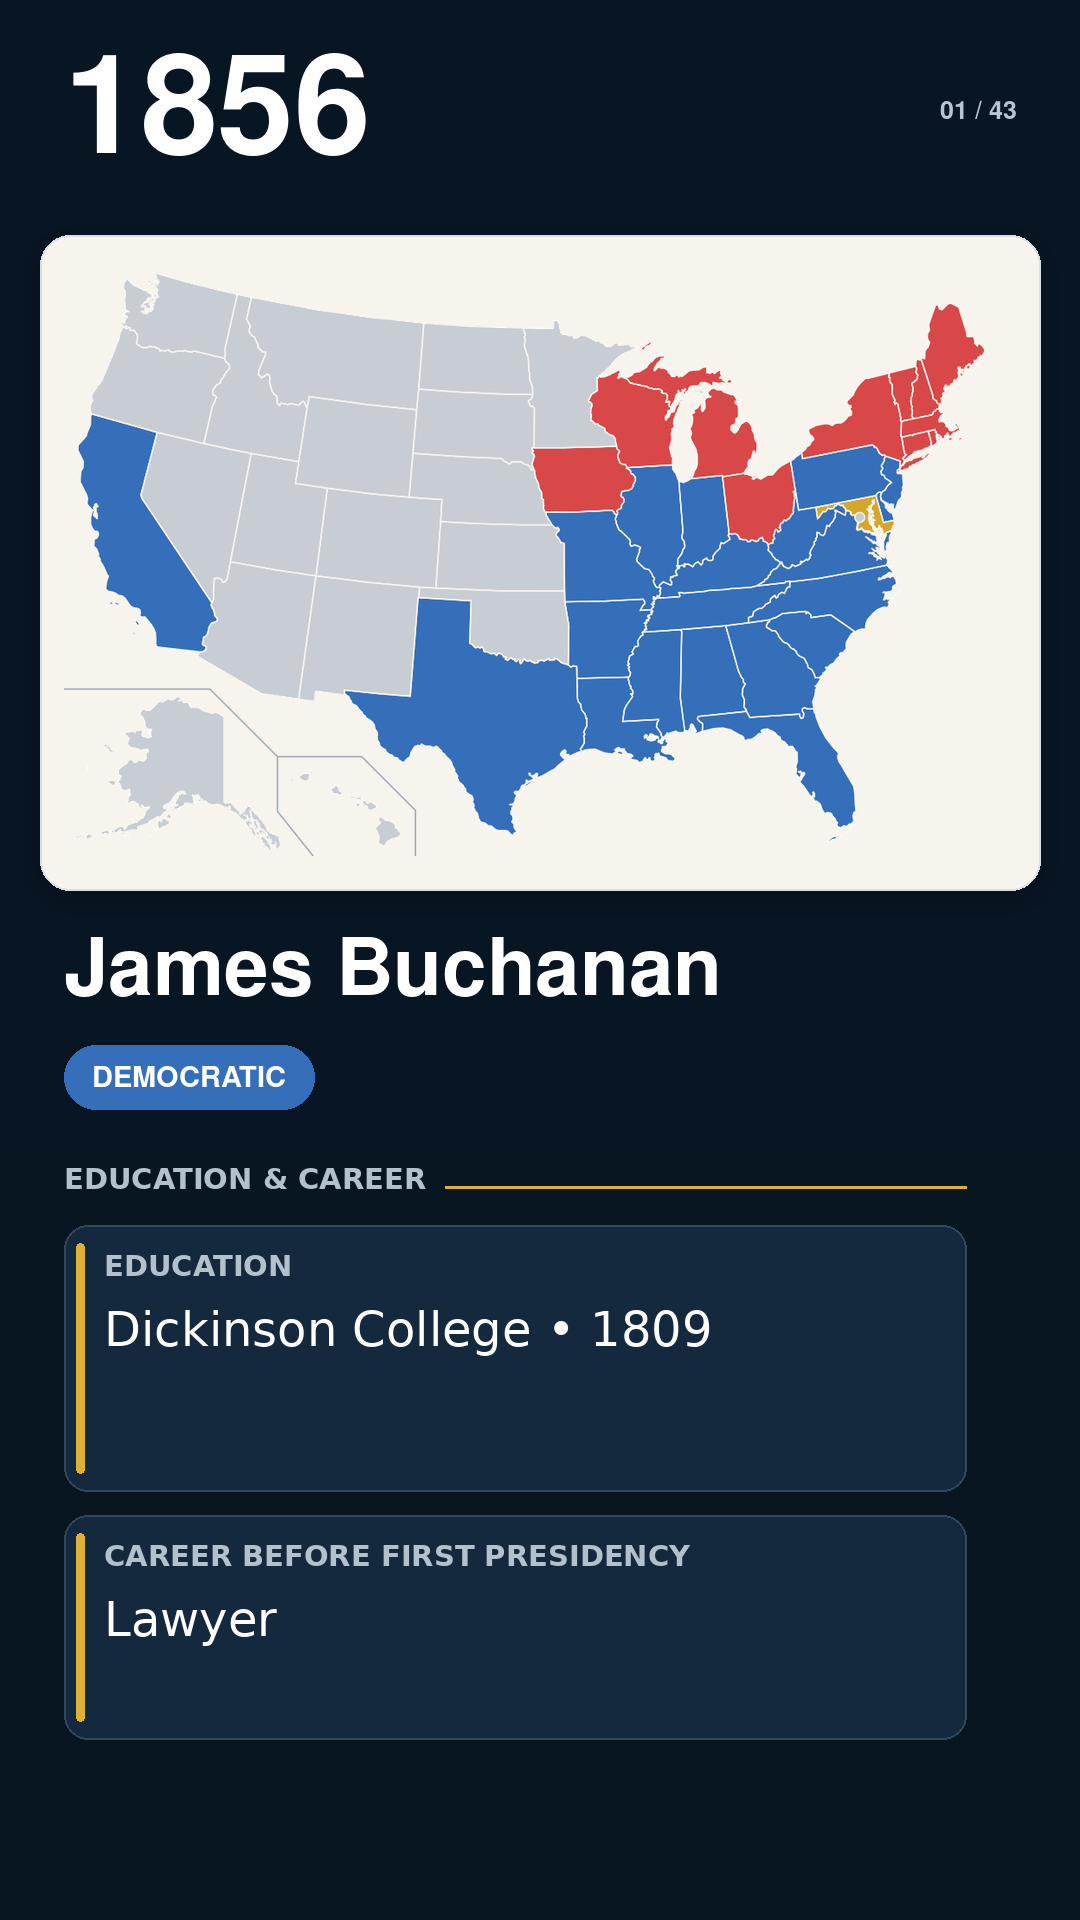 1856
01 / 43
James Buchanan
DEMOCRATIC
EDUCATION & CAREER
EDUCATION
Dickinson College • 1809
CAREER BEFORE FIRST PRESIDENCY
Lawyer